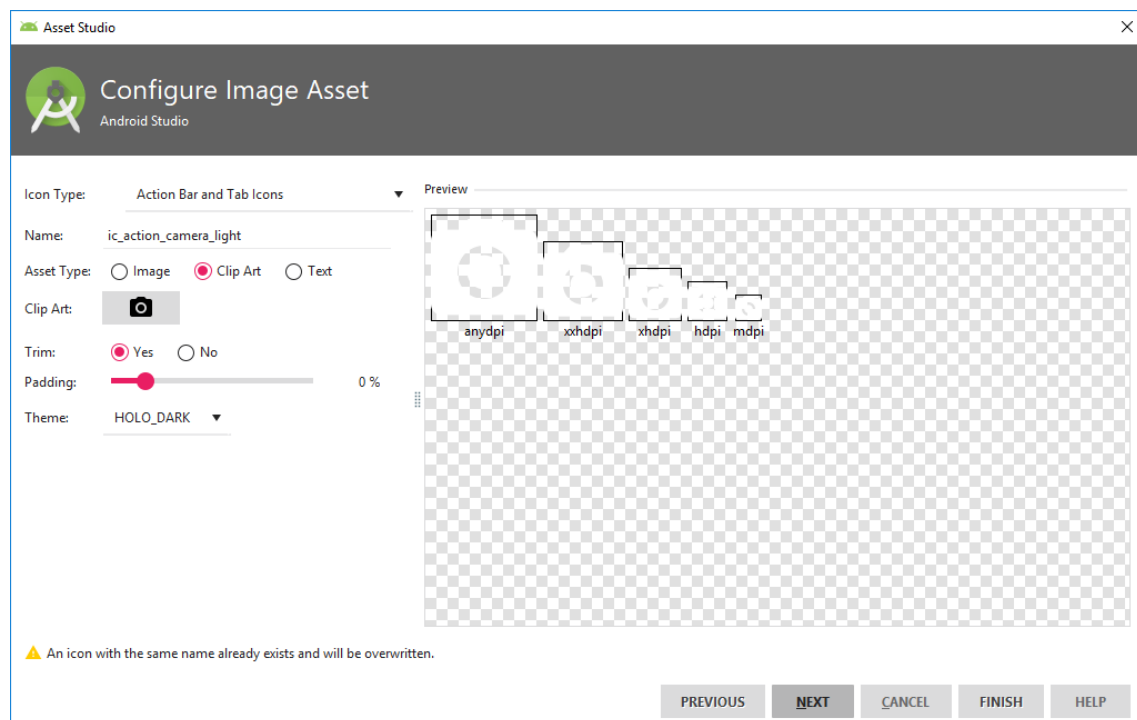 Asset Studio
Configure Image Asset
Android Studio
Icon Type: Action Bar and Tab Icons
Name: ic_action_camera_light
Asset Type: Image Clip Art Text
Clip Art:
Trim: Yes No
Padding: 0 %
Theme: HOLO_DARK
Preview
anydpi xxhdpi xhdpi hdpi mdpi
An icon with the same name already exists and will be overwritten.
PREVIOUS NEXT CANCEL FINISH HELP